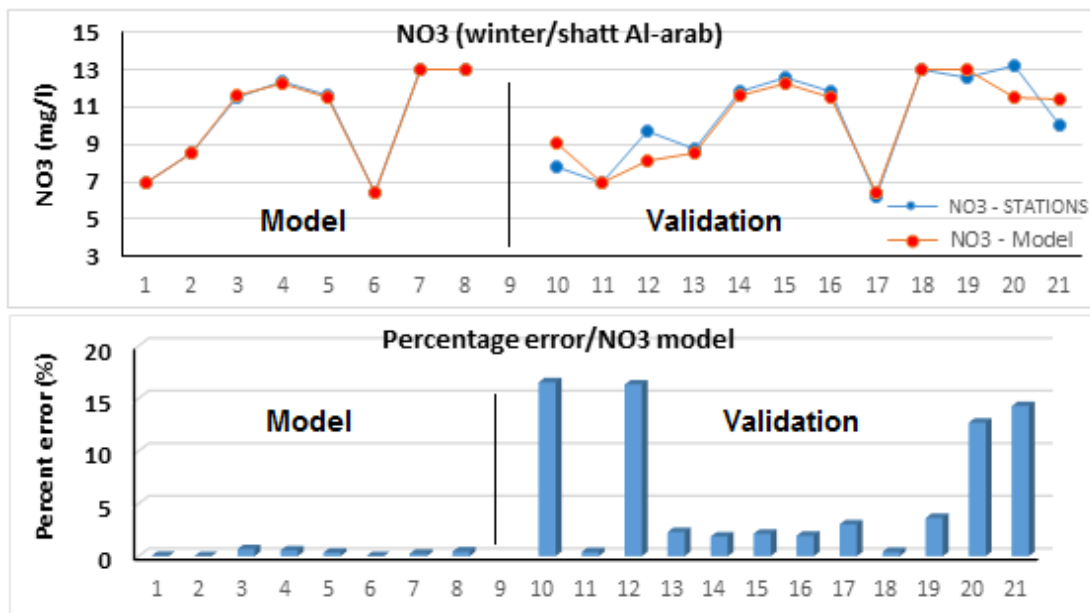 NO3 (winter/shatt Al-arab)
NO3 (mg/l)
15
13
11
9
7
5
3
Model
Validation
NO3 - STATIONS
NO3 - Model
1 2 3 4 5 6 7 8 9 10 11 12 13 14 15 16 17 18 19 20 21
Percentage error/NO3 model
Percent error (%)
20
15
10
5
0
Model
Validation
1 2 3 4 5 6 7 8 9 10 11 12 13 14 15 16 17 18 19 20 21